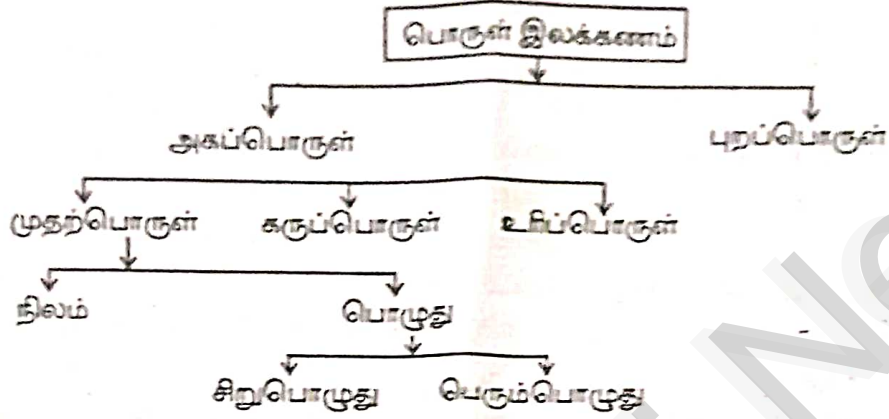 பொருள் இலக்கணம்
அகப்பொருள் புறப்பொருள்
முதற்பொருள் கருப்பொருள் உரிப்பொருள்
நிலம் பொழுது
சிறுபொழுது பெரும்பொழுது